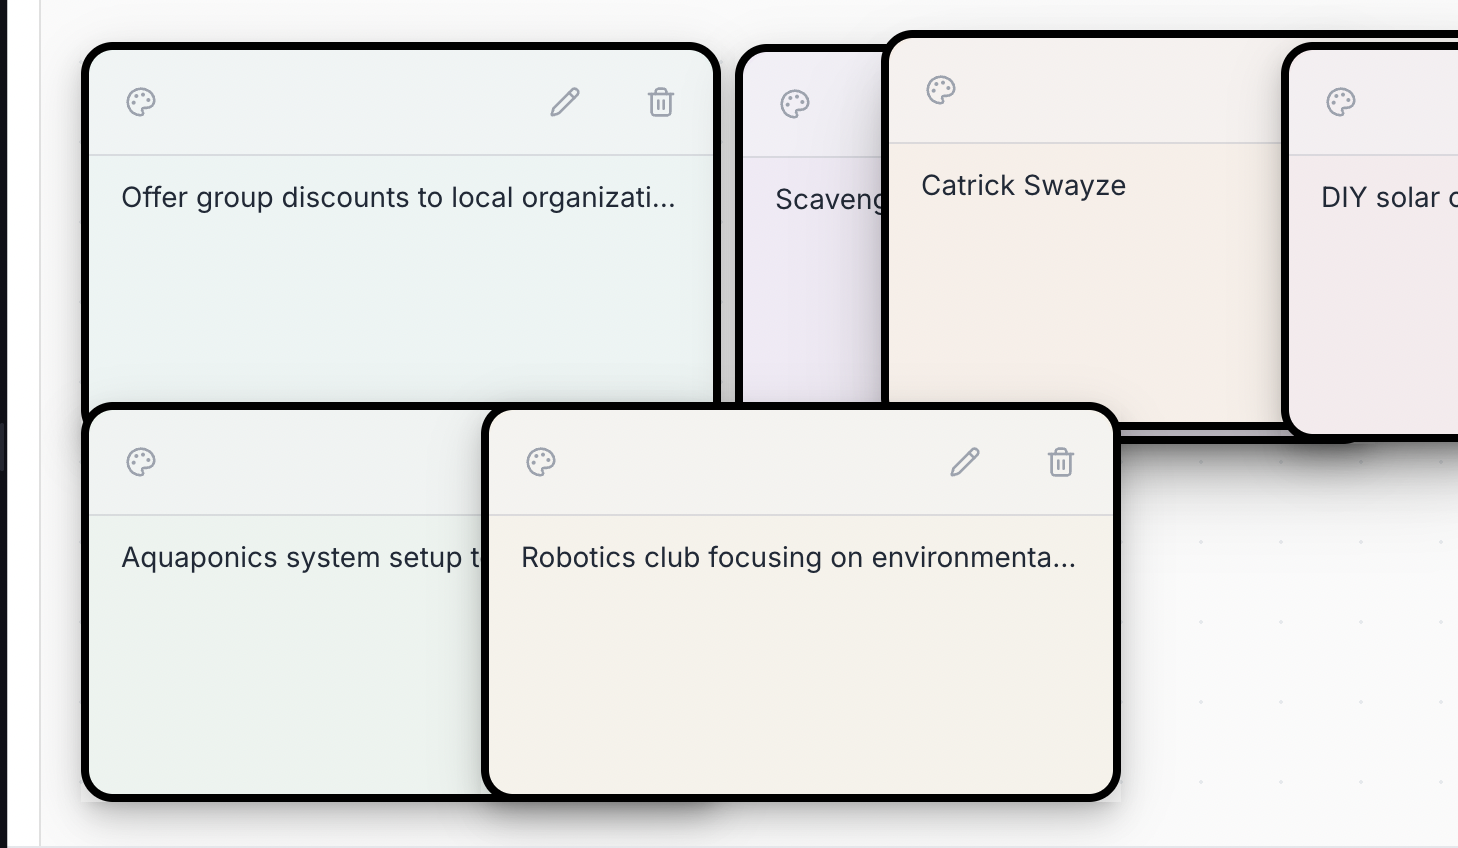 Offer group discounts to local organizati...
Scaveng
Catrick Swayze
DIY solar
Aquaponics system setup
Robotics club focusing on environmenta...